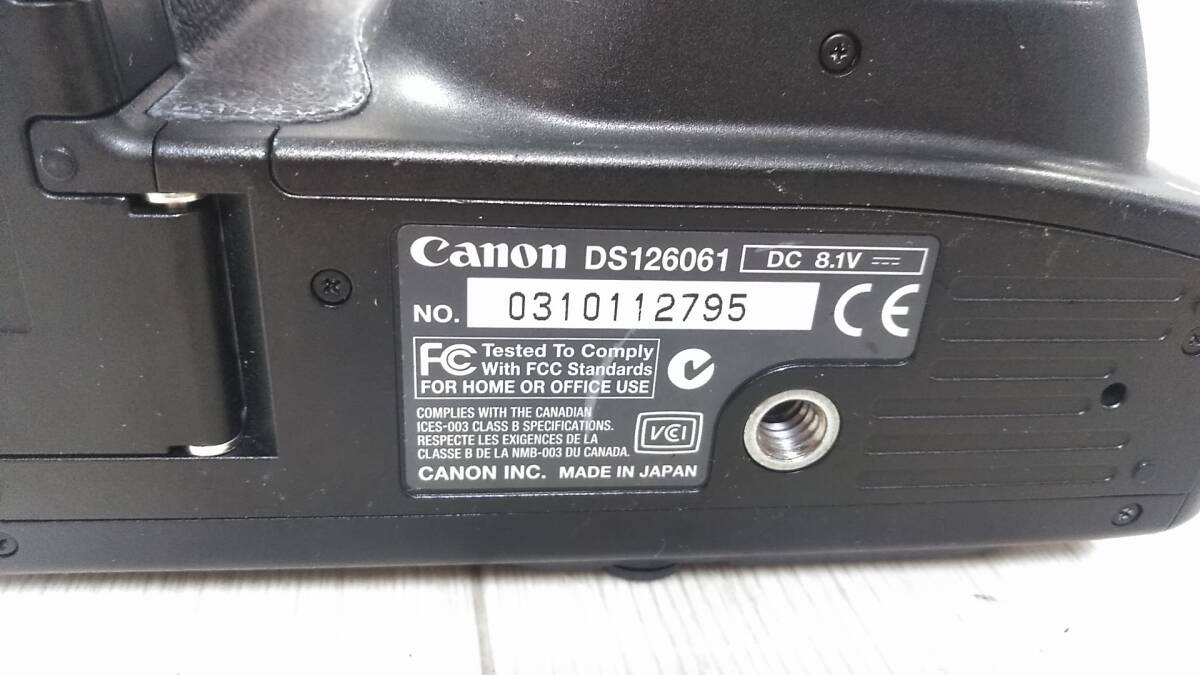 Canon DS126061 DC 8.1V
NO. 0310112795 CE
FC Tested To Comply
With FCC Standards
FOR HOME OR OFFICE USE
COMPLIES WITH THE CANADIAN
ICES-003 CLASS B SPECIFICATIONS.
RESPECTE LES EXIGENCES DE LA
CLASSE B DE LA NMB-003 DU CANADA.
VCI
CANON INC. MADE IN JAPAN